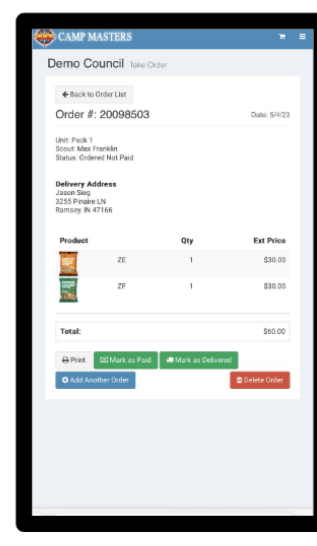 CAMP MASTERS
Demo Council Take Order
Back to Order List
Order #: 20098503
Date: 5/4/23
Unit: Pack 1
Scout: Max Franklin
Status: Ordered Not Paid
Delivery Address
Jason Sieg
3255 Pinaire LN
Ramsey, IN 47166
Product Qty Ext Price
ZE 1 $30.00
ZF 1 $30.00
Total: $60.00
Print Mark as Paid Mark as Delivered
Add Another Order Delete Order